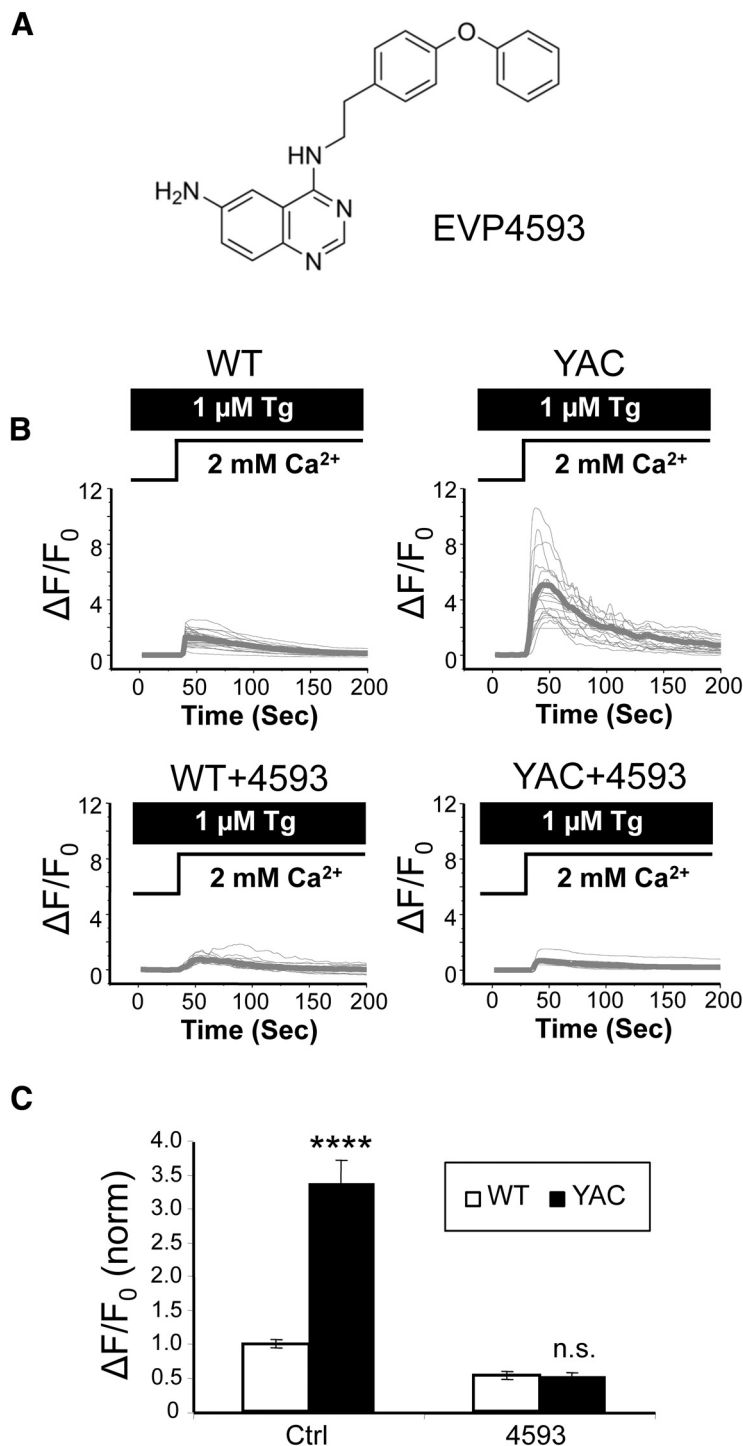 A
O
HN
H₂N
N
N
EVP4593
B
WT
YAC
1 µM Tg
1 µM Tg
2 mM Ca²⁺
2 mM Ca²⁺
ΔF/F₀
12
8
4
0
0 50 100 150 200
Time (Sec)
ΔF/F₀
12
8
4
0
0 50 100 150 200
Time (Sec)
WT+4593
YAC+4593
1 µM Tg
1 µM Tg
2 mM Ca²⁺
2 mM Ca²⁺
ΔF/F₀
12
8
4
0
0 50 100 150 200
Time (Sec)
ΔF/F₀
12
8
4
0
0 50 100 150 200
Time (Sec)
C
ΔF/F₀ (norm)
4.0
3.5
3.0
2.5
2.0
1.5
1.0
0.5
0
****
WT YAC
n.s.
Ctrl 4593